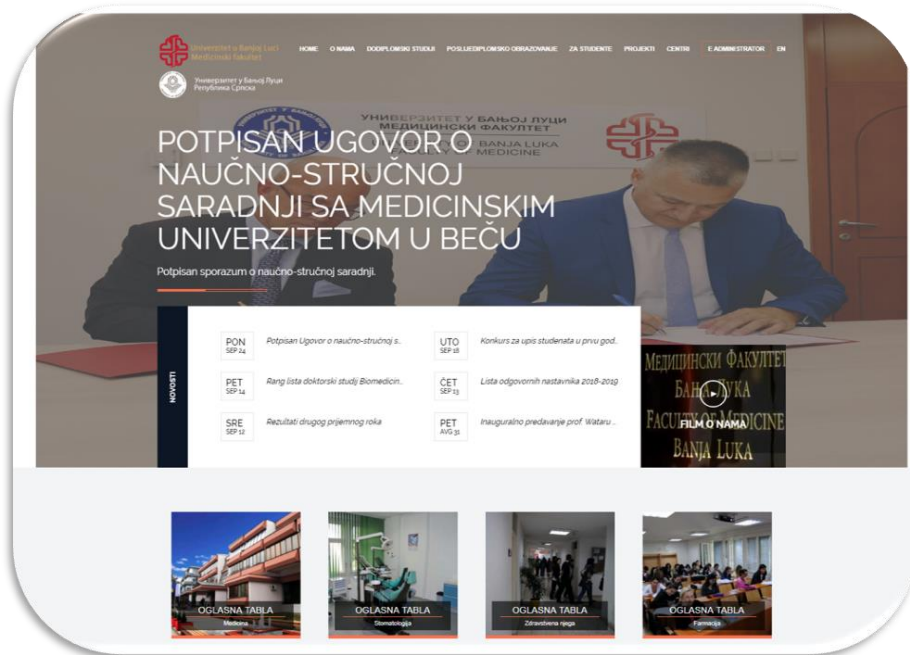 Univerzitet u Banjoj Luci
Medicinski fakultet
HOME O NAMA DODIPLOMSKI STUDIJI POSLIJEDIPLOMSKO OBRAZOVANJE ZA STUDENTE PROJEKTI CENTRI E ADMINISTRATOR EN
Универзитет у Бањој Луци
Република Српска
УНИВЕРЗИТЕТ У БАЊОЈ ЛУЦИ
МЕДИЦИНСКИ ФАКУЛТЕТ
UNIVERSITY OF BANJA LUKA
FACULTY OF MEDICINE
POTPISAN UGOVOR O
NAUČNO-STRUČNOJ
SARADNJI SA MEDICINSKIM
UNIVERZITETOM U BEČU
Potpisan sporazum o naučno-stručnoj saradnji.
NOVOSTI
PON
SEP 24
Potpisan Ugovor o naučno-stručnoj s...
UTO
SEP 18
Konkurs za upis studenata u prvu god...
PET
SEP 14
Rang lista doktorski studij Biomedicin...
ČET
SEP 13
Lista odgovornih nastavnika 2018-2019
SRE
SEP 12
Rezultati drugog prijemnog roka
PET
AVG 31
Inauguralno predavanje prof. Wataru ...
МЕДИЦИНСКИ ФАКУЛТЕТ
БАЊА ЛУКА
FACULTY OF MEDICINE
FILM O NAMA
BANJA LUKA
OGLASNA TABLA
Medicina
OGLASNA TABLA
Stomatologija
OGLASNA TABLA
Zdravstvena njega
OGLASNA TABLA
Farmacija